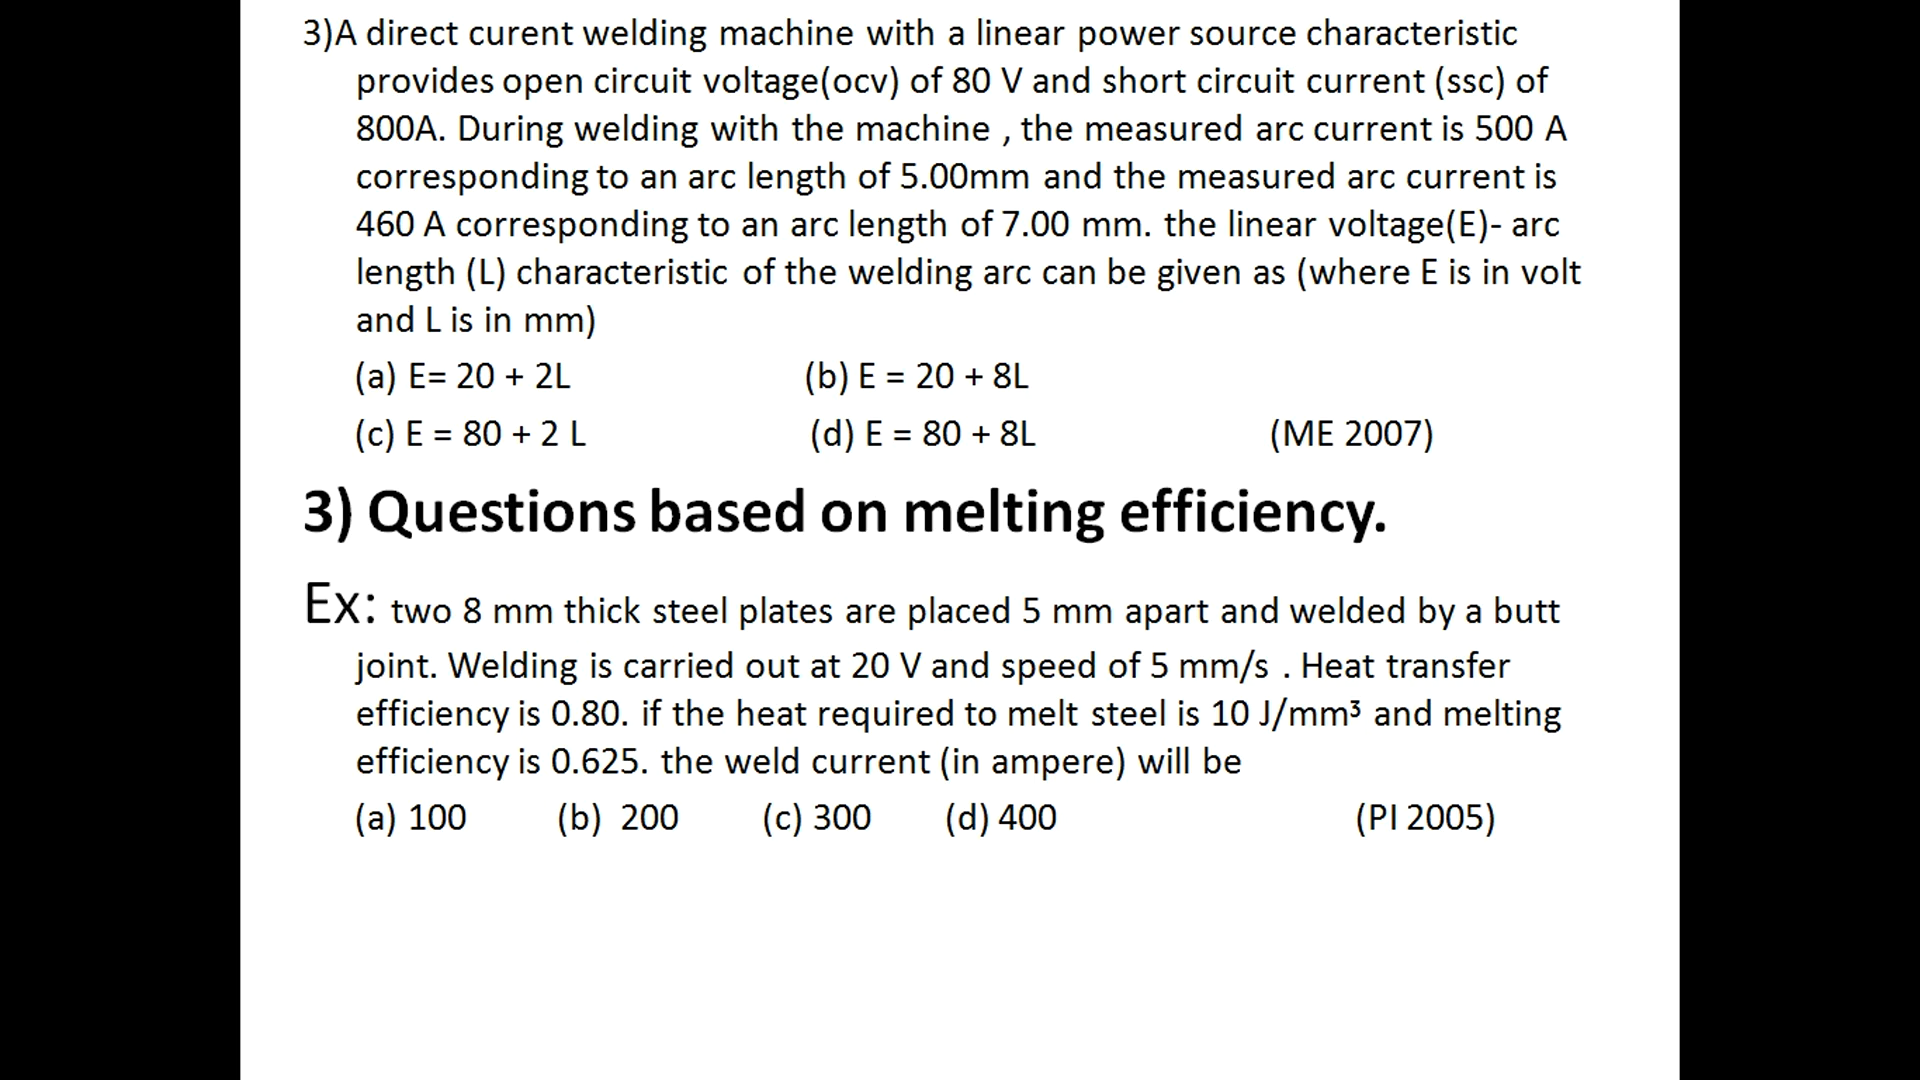 3)A direct curent welding machine with a linear power source characteristic
provides open circuit voltage(ocv) of 80 V and short circuit current (ssc) of
800A. During welding with the machine , the measured arc current is 500 A
corresponding to an arc length of 5.00mm and the measured arc current is
460 A corresponding to an arc length of 7.00 mm. the linear voltage(E)- arc
length (L) characteristic of the welding arc can be given as (where E is in volt
and L is in mm)
(a) E= 20 + 2L (b) E = 20 + 8L
(c) E = 80 + 2 L (d) E = 80 + 8L (ME 2007)
3) Questions based on melting efficiency.
Ex: two 8 mm thick steel plates are placed 5 mm apart and welded by a butt
joint. Welding is carried out at 20 V and speed of 5 mm/s . Heat transfer
efficiency is 0.80. if the heat required to melt steel is 10 J/mm³ and melting
efficiency is 0.625. the weld current (in ampere) will be
(a) 100 (b) 200 (c) 300 (d) 400 (PI 2005)